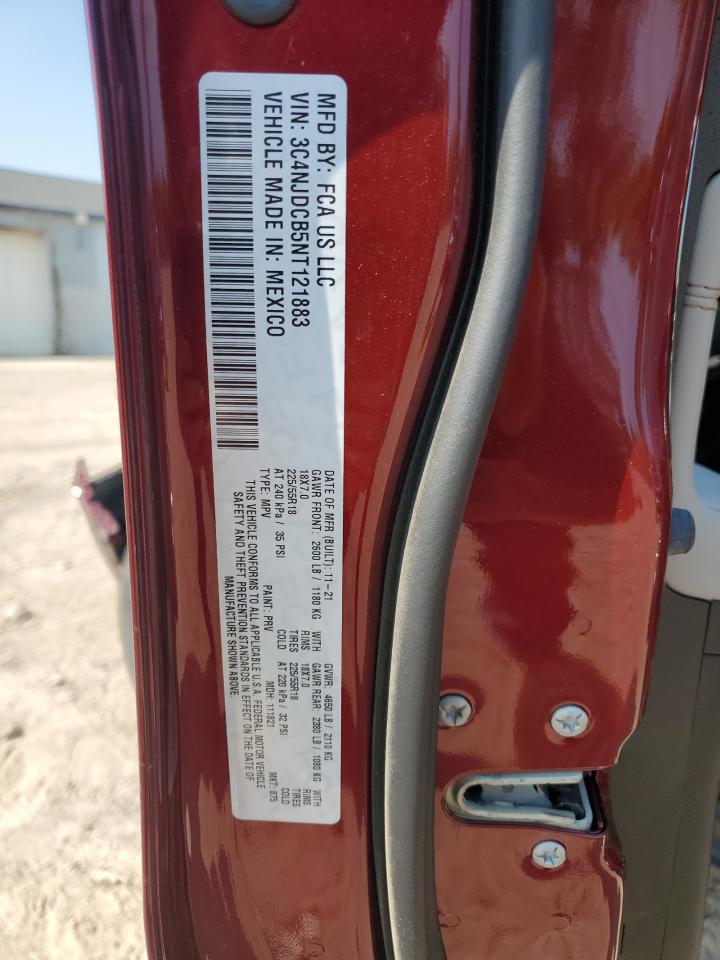 MFD BY: FCA US LLC
VIN: 3C4NJDCB5NT121883
VEHICLE MADE IN: MEXICO
DATE OF MFR (BUILT): 11-21 GVWR: 4650 LB / 2110 KG
GAWR FRONT: 2600 LB / 1180 KG WITH GAWR REAR: 2380 LB / 1080 KG WITH
18X7.0 RIMS 18X7.0 RIMS
225/55R18 TIRES 225/55R18 TIRES
AT 240 kPa / 35 PSI COLD AT 220 kPa / 32 PSI COLD
TYPE: MPV PAINT: PRV MDH: 111821 MKT: 875
THIS VEHICLE CONFORMS TO ALL APPLICABLE U.S.A. FEDERAL MOTOR VEHICLE
SAFETY AND THEFT PREVENTION STANDARDS IN EFFECT ON THE DATE OF
MANUFACTURE SHOWN ABOVE.